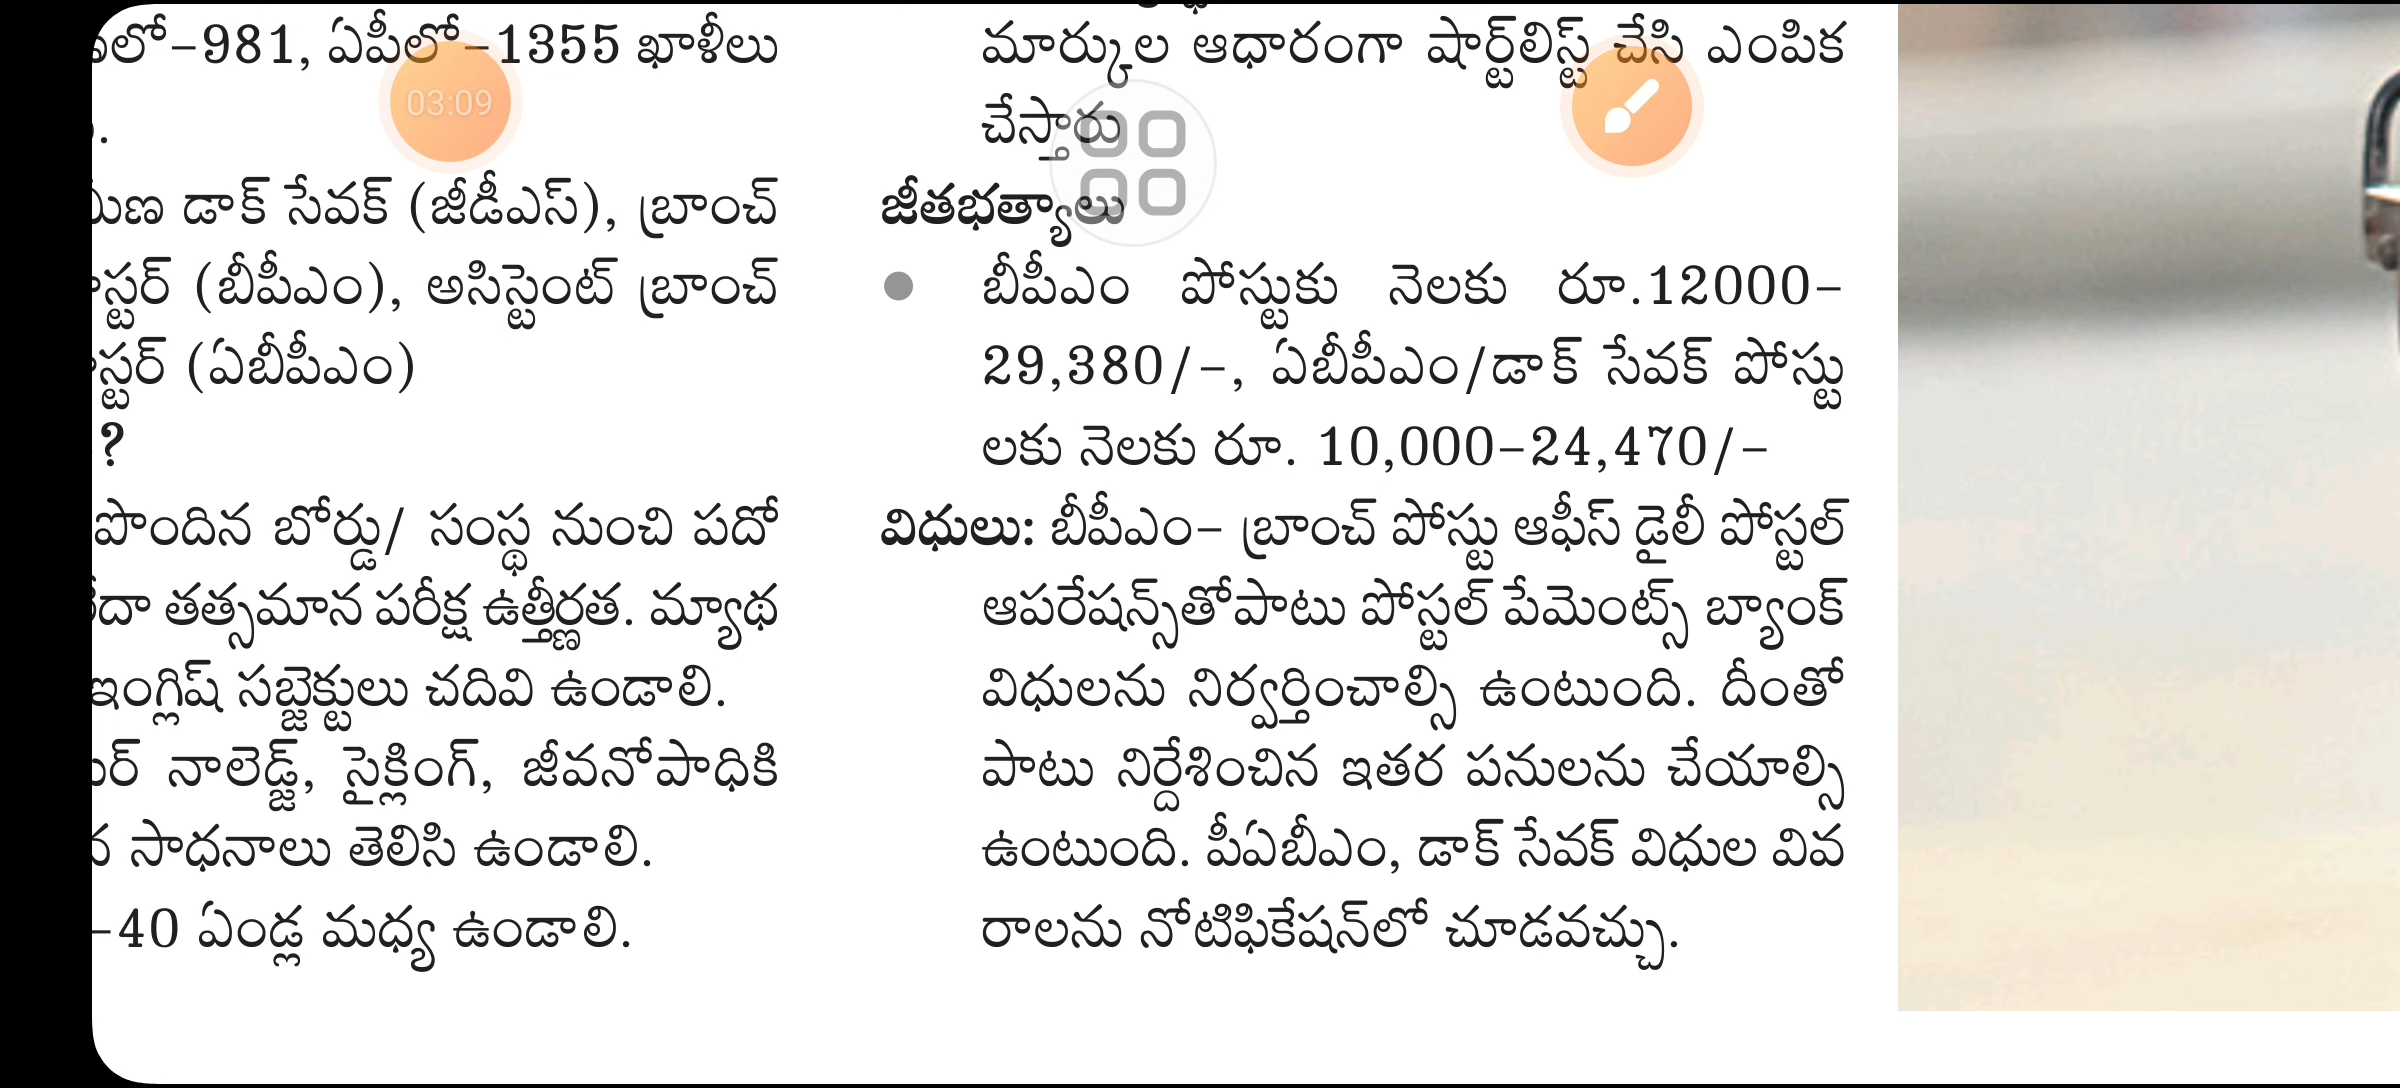 లో-981, ఏపీలో-1355 ఖాళీలు
డాక్ సేవక్ (జీడీఎస్), బ్రాంచ్
(బీపీఎం), అసిస్టెంట్ బ్రాంచ్
(ఏబీపీఎం)
?
పొందిన బోర్డు/ సంస్థ నుంచి పదో
తత్సమాన పరీక్ష ఉత్తీర్ణత. మ్యాథ
ఇంగ్లిష్ సబ్జెక్టులు చదివి ఉండాలి.
నాలెడ్జ్, సైక్లింగ్, జీవనోపాధికి
సాధనాలు తెలిసి ఉండాలి.
-40 ఏండ్ల మధ్య ఉండాలి.
మార్కుల ఆధారంగా షార్ట్‌లిస్ట్ చేసి ఎంపిక
చేస్తారు
జీతభత్యాలు
● బీపీఎం పోస్టుకు నెలకు రూ.12000-
29,380/-, ఏబీపీఎం/డాక్ సేవక్ పోస్టు
లకు నెలకు రూ. 10,000-24,470/-
విధులు: బీపీఎం- బ్రాంచ్ పోస్టు ఆఫీస్ డైలీ పోస్టల్
ఆపరేషన్స్‌తోపాటు పోస్టల్ పేమెంట్స్ బ్యాంక్
విధులను నిర్వర్తించాల్సి ఉంటుంది. దీంతో
పాటు నిర్దేశించిన ఇతర పనులను చేయాల్సి
ఉంటుంది. పీఏబీఎం, డాక్ సేవక్ విధుల వివ
రాలను నోటిఫికేషన్‌లో చూడవచ్చు.
03:09